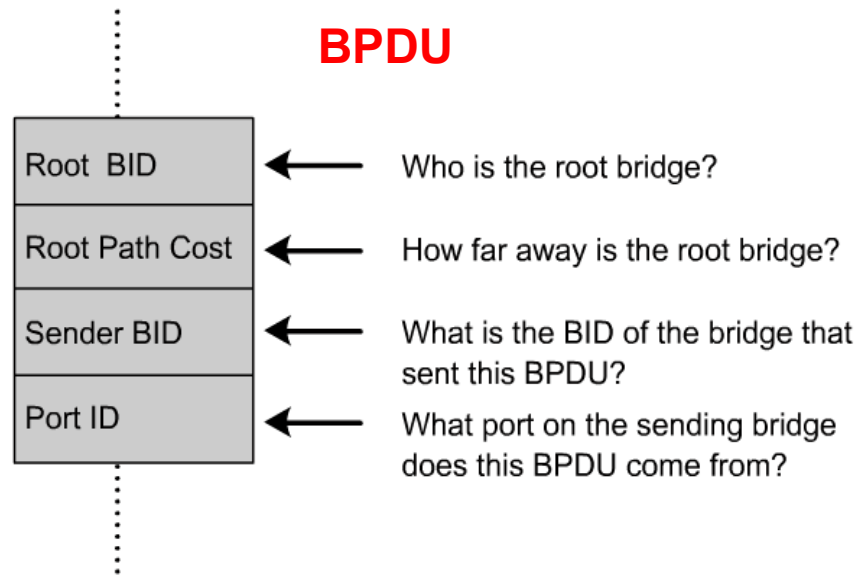 BPDU
Root BID
Who is the root bridge?
Root Path Cost
How far away is the root bridge?
Sender BID
What is the BID of the bridge that
sent this BPDU?
Port ID
What port on the sending bridge
does this BPDU come from?